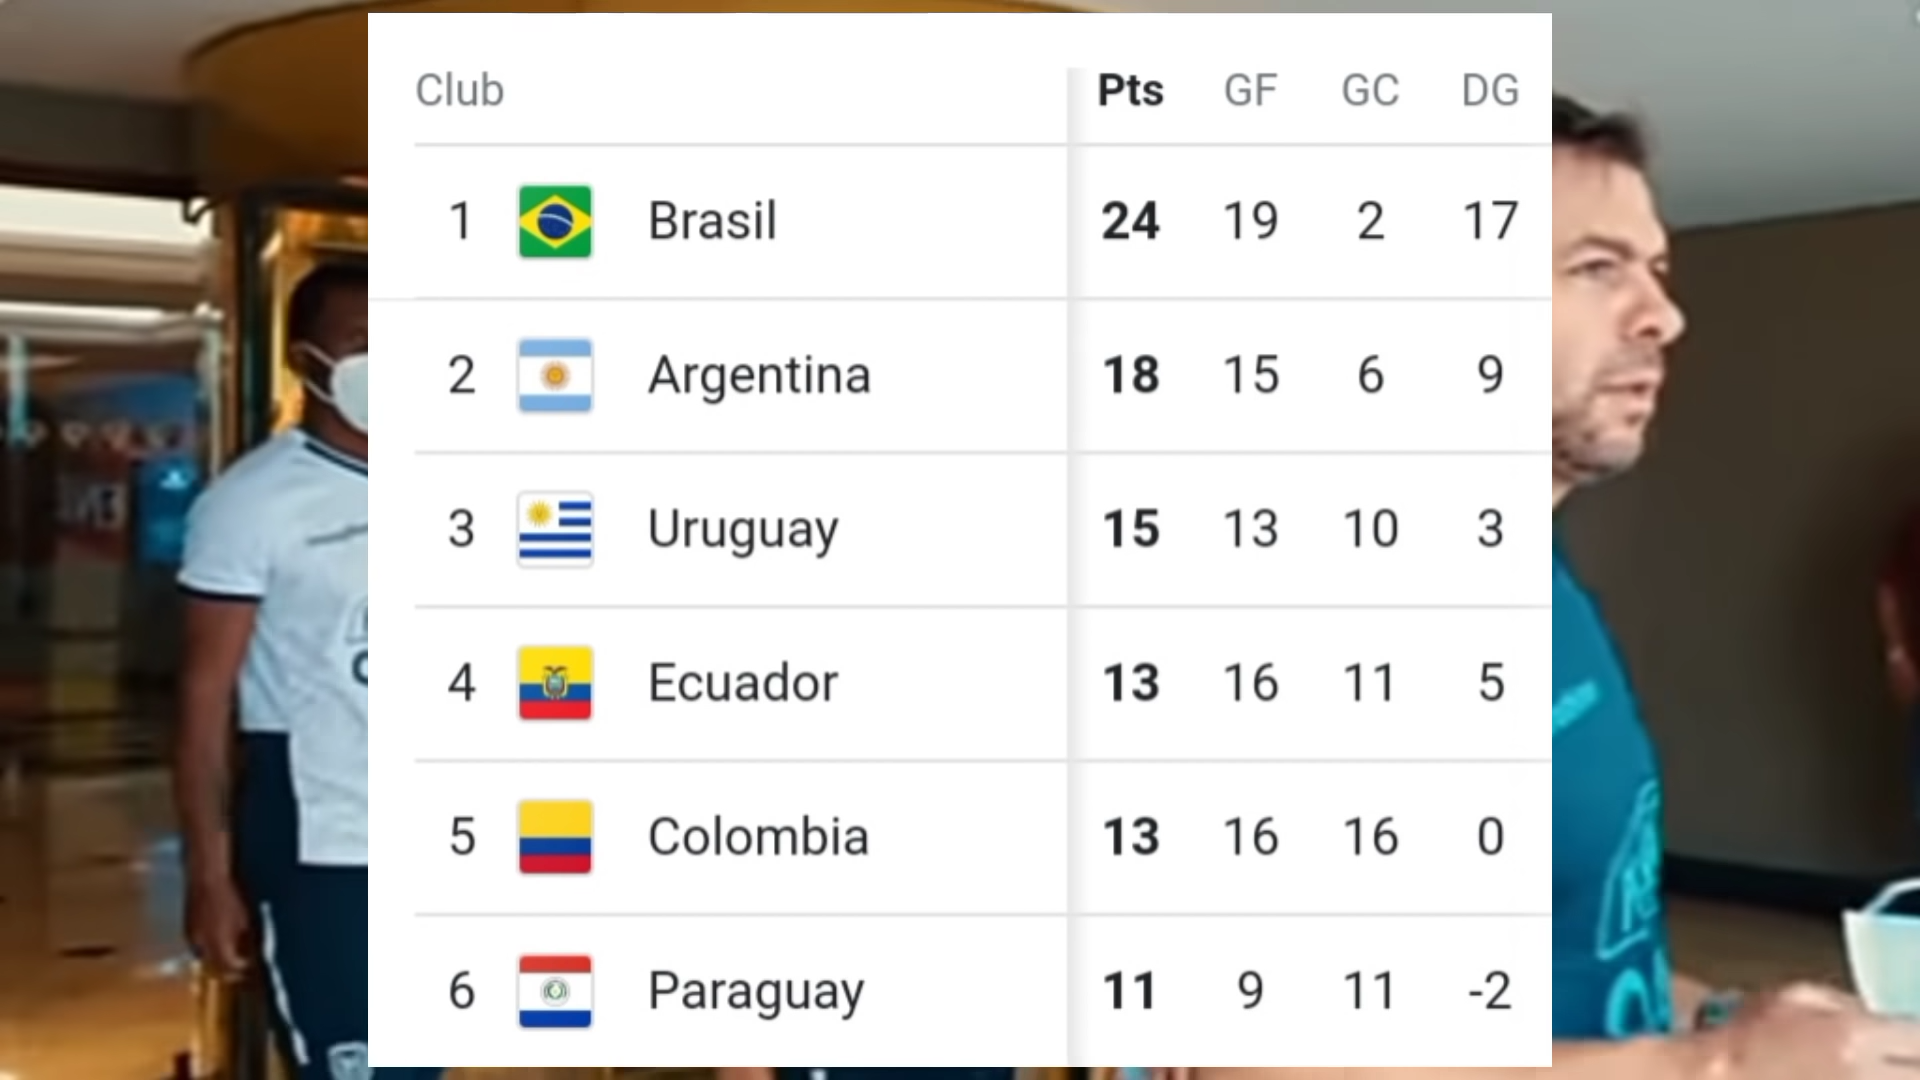 Club Pts GF GC DG
1 Brasil 24 19 2 17
2 Argentina 18 15 6 9
3 Uruguay 15 13 10 3
4 Ecuador 13 16 11 5
5 Colombia 13 16 16 0
6 Paraguay 11 9 11 -2